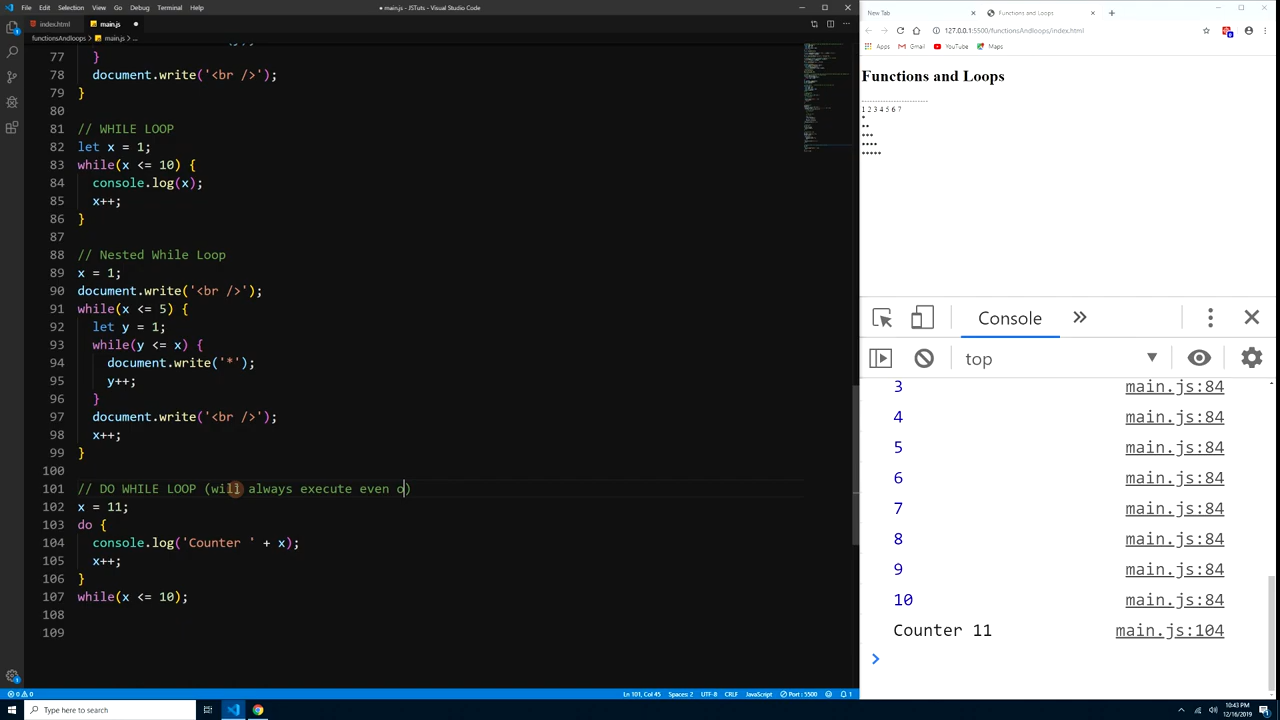 File Edit Selection View Go Debug Terminal Help
● main.js - JSTuts - Visual Studio Code
index.html
main.js ●
functionsAndloops > main.js > ...
77 }
78 document.write('<br />');
79 }
80
81 // WHILE LOOP
82 let x = 1;
83 while(x <= 10) {
84 console.log(x);
85 x++;
86 }
87
88 // Nested While Loop
89 x = 1;
90 document.write('<br />');
91 while(x <= 5) {
92 let y = 1;
93 while(y <= x) {
94 document.write('*');
95 y++;
96 }
97 document.write('<br />');
98 x++;
99 }
100
101 // DO WHILE LOOP (will always execute even o)
102 x = 11;
103 do {
104 console.log('Counter ' + x);
105 x++;
106 }
107 while(x <= 10);
108
109
0 0
Ln 101, Col 45 Spaces: 2 UTF-8 CRLF JavaScript Port : 5500 1
New Tab
Functions and Loops
127.0.0.1:5500/functionsAndloops/index.html
Apps Gmail YouTube Maps
Functions and Loops
1 2 3 4 5 6 7
*
**
***
****
*****
Console
top
3 main.js:84
4 main.js:84
5 main.js:84
6 main.js:84
7 main.js:84
8 main.js:84
9 main.js:84
10 main.js:84
Counter 11 main.js:104
Type here to search
10:43 PM
12/16/2019